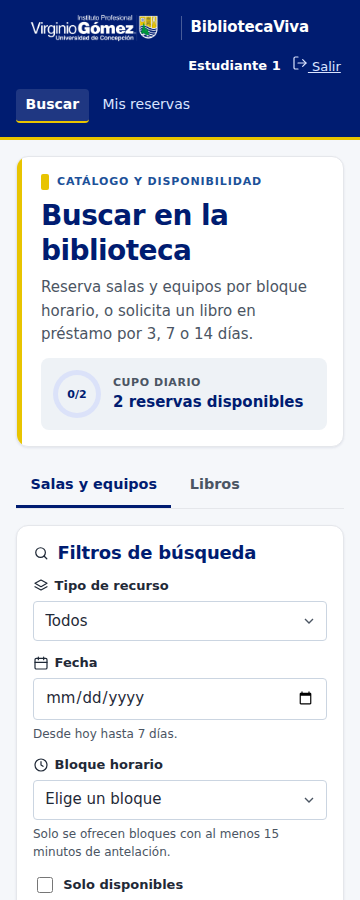 Instituto Profesional
VirginioGómez
Universidad de Concepción
BibliotecaViva
Estudiante 1
Salir
Buscar
Mis reservas
CATÁLOGO Y DISPONIBILIDAD
Buscar en la
biblioteca
Reserva salas y equipos por bloque
horario, o solicita un libro en
préstamo por 3, 7 o 14 días.
0/2
CUPO DIARIO
2 reservas disponibles
Salas y equipos
Libros
Filtros de búsqueda
Tipo de recurso
Todos
Fecha
mm/dd/yyyy
Desde hoy hasta 7 días.
Bloque horario
Elige un bloque
Solo se ofrecen bloques con al menos 15
minutos de antelación.
Solo disponibles